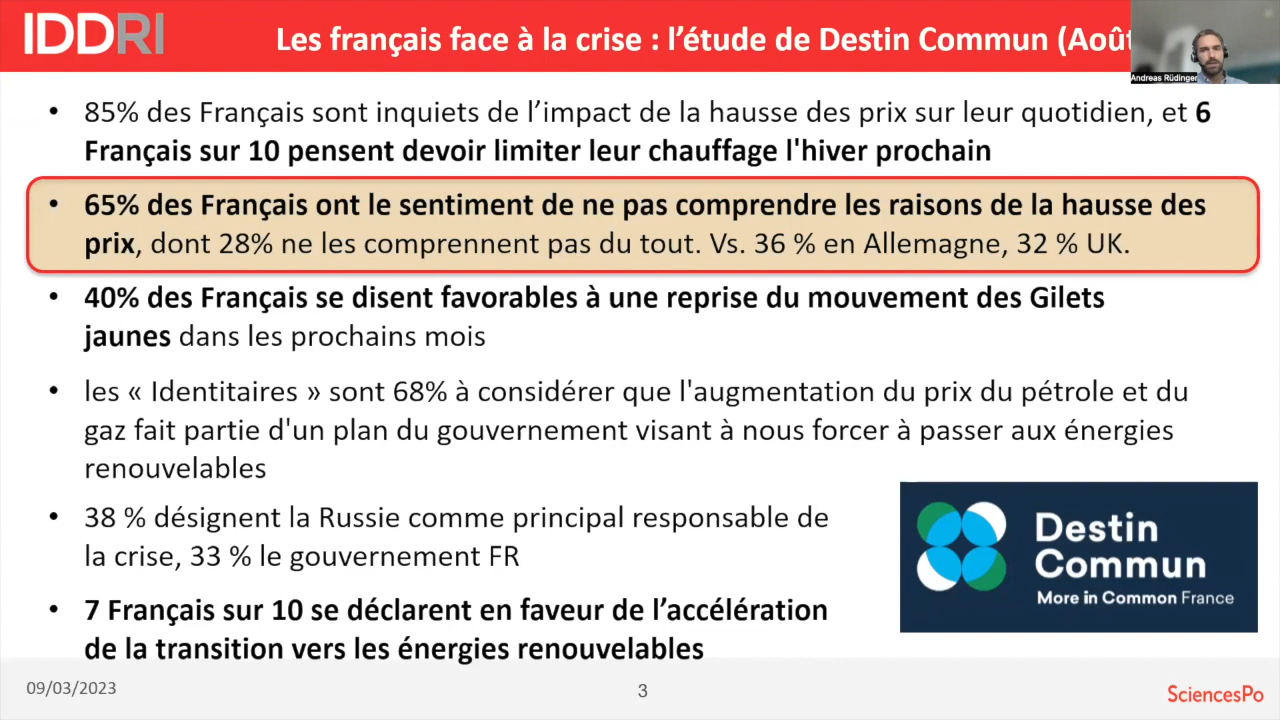 IDDRI
Les français face à la crise : l’étude de Destin Commun (Aoû
Andreas Rüdinger
• 85% des Français sont inquiets de l’impact de la hausse des prix sur leur quotidien, et 6
Français sur 10 pensent devoir limiter leur chauffage l'hiver prochain
• 65% des Français ont le sentiment de ne pas comprendre les raisons de la hausse des
prix, dont 28% ne les comprennent pas du tout. Vs. 36 % en Allemagne, 32 % UK.
• 40% des Français se disent favorables à une reprise du mouvement des Gilets
jaunes dans les prochains mois
• les « Identitaires » sont 68% à considérer que l'augmentation du prix du pétrole et du
gaz fait partie d'un plan du gouvernement visant à nous forcer à passer aux énergies
renouvelables
• 38 % désignent la Russie comme principal responsable de
la crise, 33 % le gouvernement FR
• 7 Français sur 10 se déclarent en faveur de l’accélération
de la transition vers les énergies renouvelables
Destin
Commun
More in Common France
09/03/2023
3
SciencesPo